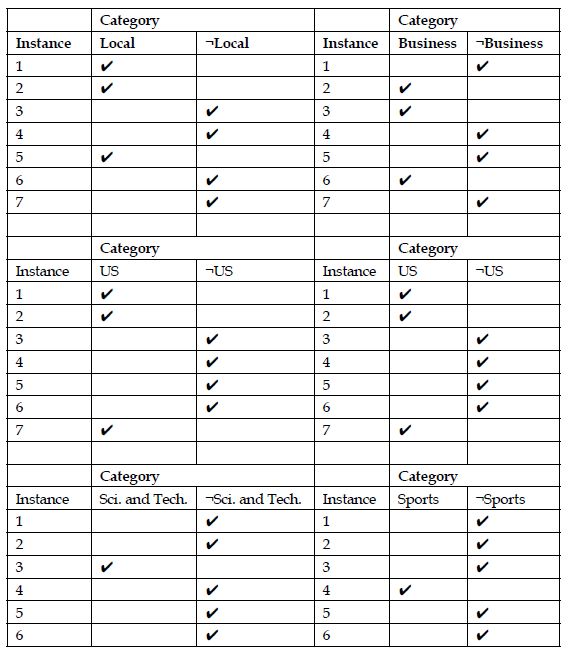 Category Category
Instance Local ¬Local Instance Business ¬Business
1 ✔ 1 ✔
2 ✔ 2 ✔
3 ✔ 3 ✔
4 ✔ 4 ✔
5 ✔ 5 ✔
6 ✔ 6 ✔
7 ✔ 7 ✔
Category Category
Instance US ¬US Instance US ¬US
1 ✔ 1 ✔
2 ✔ 2 ✔
3 ✔ 3 ✔
4 ✔ 4 ✔
5 ✔ 5 ✔
6 ✔ 6 ✔
7 ✔ 7 ✔
Category Category
Instance Sci. and Tech. ¬Sci. and Tech. Instance Sports ¬Sports
1 ✔ 1 ✔
2 ✔ 2 ✔
3 ✔ 3 ✔
4 ✔ 4 ✔
5 ✔ 5 ✔
6 ✔ 6 ✔